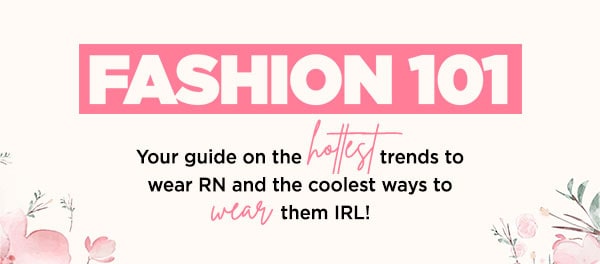 FASHION 101
Your guide on the hottest trends to
wear RN and the coolest ways to
wear them IRL!